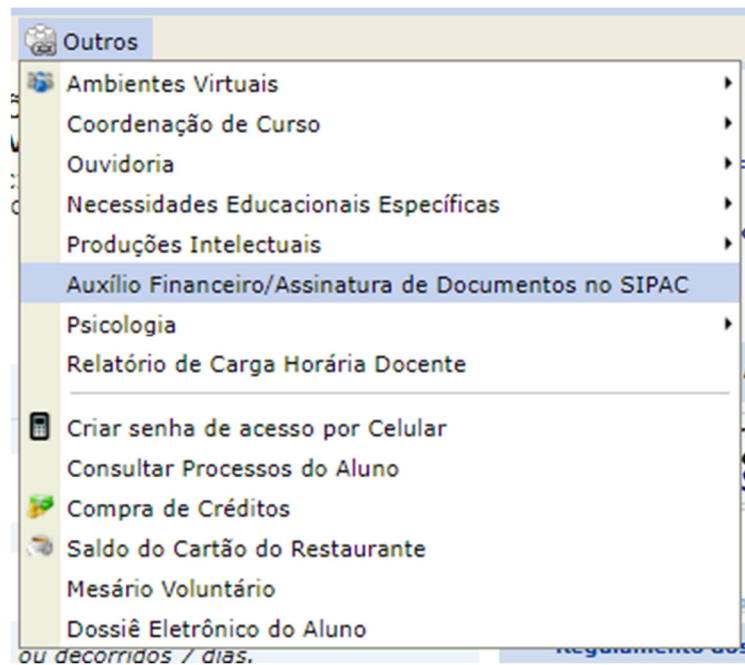 Outros
Ambientes Virtuais
Coordenação de Curso
Ouvidoria
Necessidades Educacionais Específicas
Produções Intelectuais
Auxílio Financeiro/Assinatura de Documentos no SIPAC
Psicologia
Relatório de Carga Horária Docente
Criar senha de acesso por Celular
Consultar Processos do Aluno
Compra de Créditos
Saldo do Cartão do Restaurante
Mesário Voluntário
Dossiê Eletrônico do Aluno
ou decorridos 7 dias.
Regulamento dos